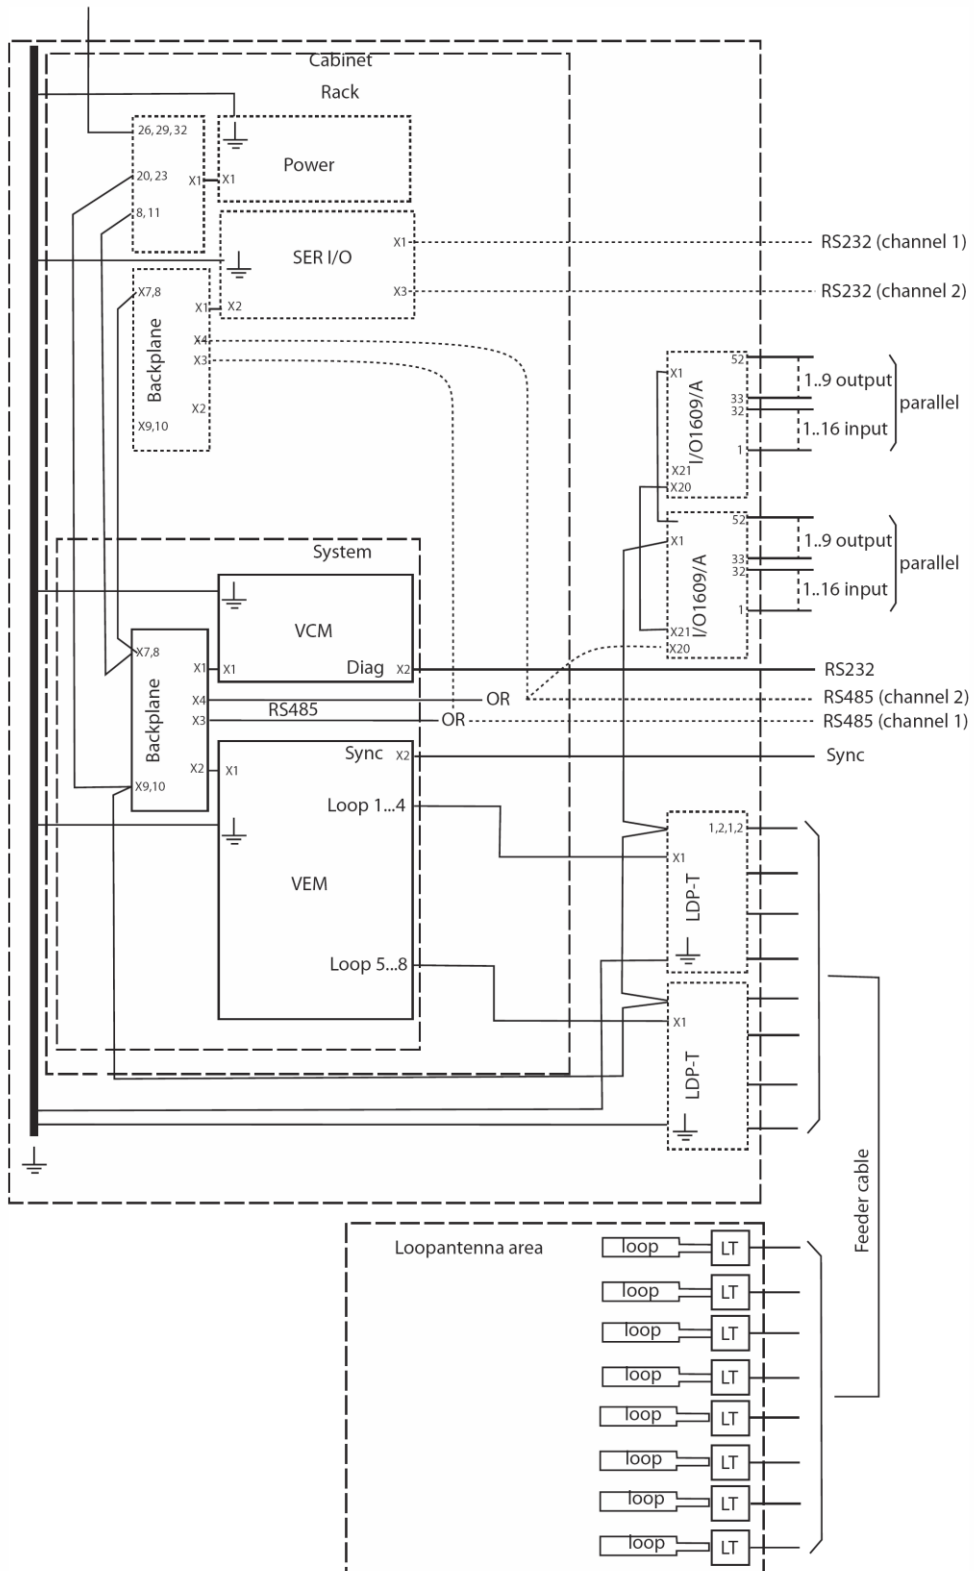 Cabinet
Rack
26, 29, 32
Power
20, 23
X1
X1
8, 11
SER I/O
X1
RS232 (channel 1)
X3
RS232 (channel 2)
X7,8
X1
X2
Backplane
X4
X3
X2
X9,10
X1
52
1..9 output
I/O1609/A
33
32
parallel
1..16 input
1
X21
X20
52
X1
1..9 output
I/O1609/A
33
32
parallel
1..16 input
1
X21
X20
System
VCM
X7,8
X1
X1
Diag
X2
RS232
Backplane
X4
RS485
OR
RS485 (channel 2)
X3
OR
RS485 (channel 1)
Sync
X2
Sync
X2
X1
X9,10
Loop 1...4
1,2,1,2
X1
VEM
LDP-T
Loop 5...8
X1
LDP-T
Feeder cable
Loopantenna area
loop
LT
loop
LT
loop
LT
loop
LT
loop
LT
loop
LT
loop
LT
loop
LT